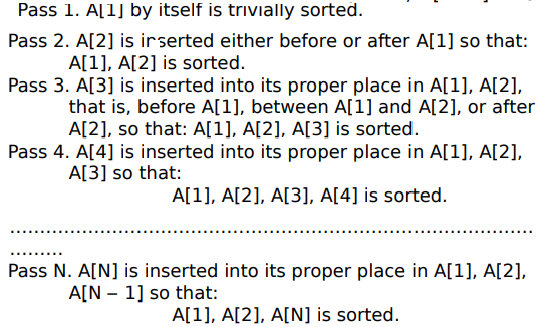 Pass 1. A[1] by itself is trivially sorted.
Pass 2. A[2] is inserted either before or after A[1] so that:
A[1], A[2] is sorted.
Pass 3. A[3] is inserted into its proper place in A[1], A[2],
that is, before A[1], between A[1] and A[2], or after
A[2], so that: A[1], A[2], A[3] is sorted.
Pass 4. A[4] is inserted into its proper place in A[1], A[2],
A[3] so that:
A[1], A[2], A[3], A[4] is sorted.
.......................................................................................
.........
Pass N. A[N] is inserted into its proper place in A[1], A[2],
A[N – 1] so that:
A[1], A[2], A[N] is sorted.